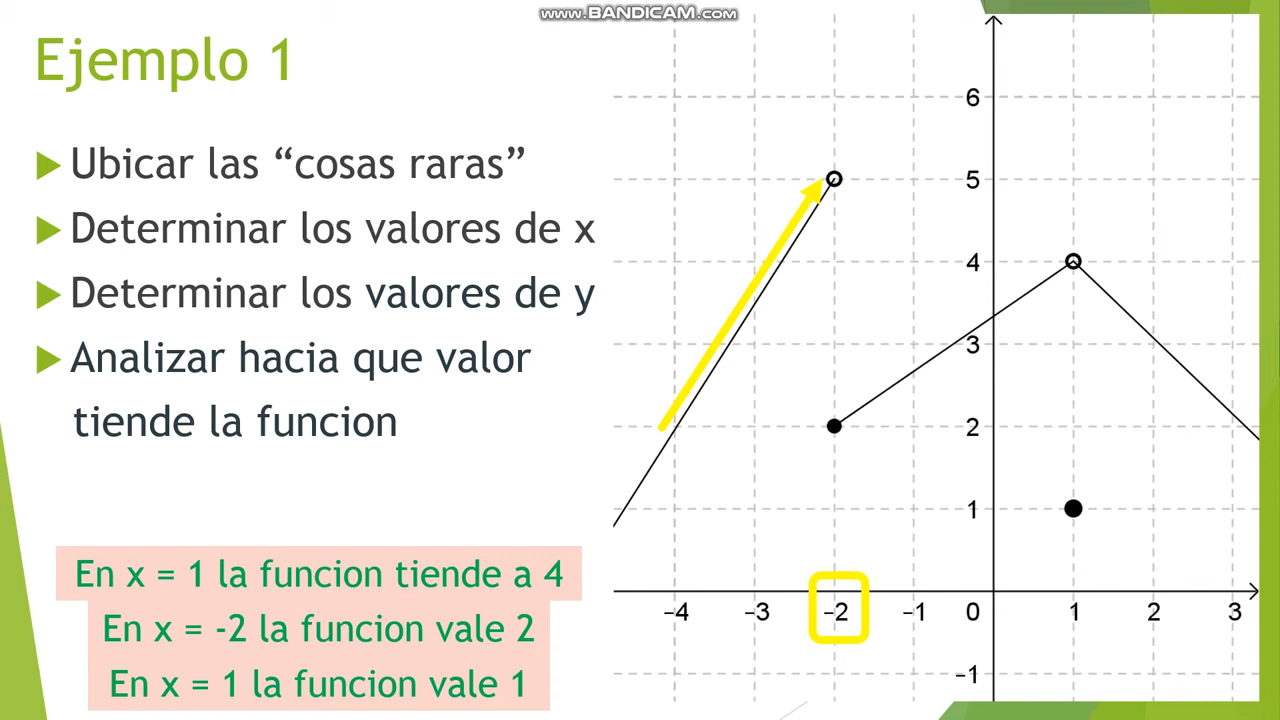 www.BANDICAM.com
Ejemplo 1
Ubicar las “cosas raras”
Determinar los valores de x
Determinar los valores de y
Analizar hacia que valor
tiende la funcion
En x = 1 la funcion tiende a 4
En x = -2 la funcion vale 2
En x = 1 la funcion vale 1
6
5
4
3
2
1
−4 −3 −2 −1 0 1 2 3
−1